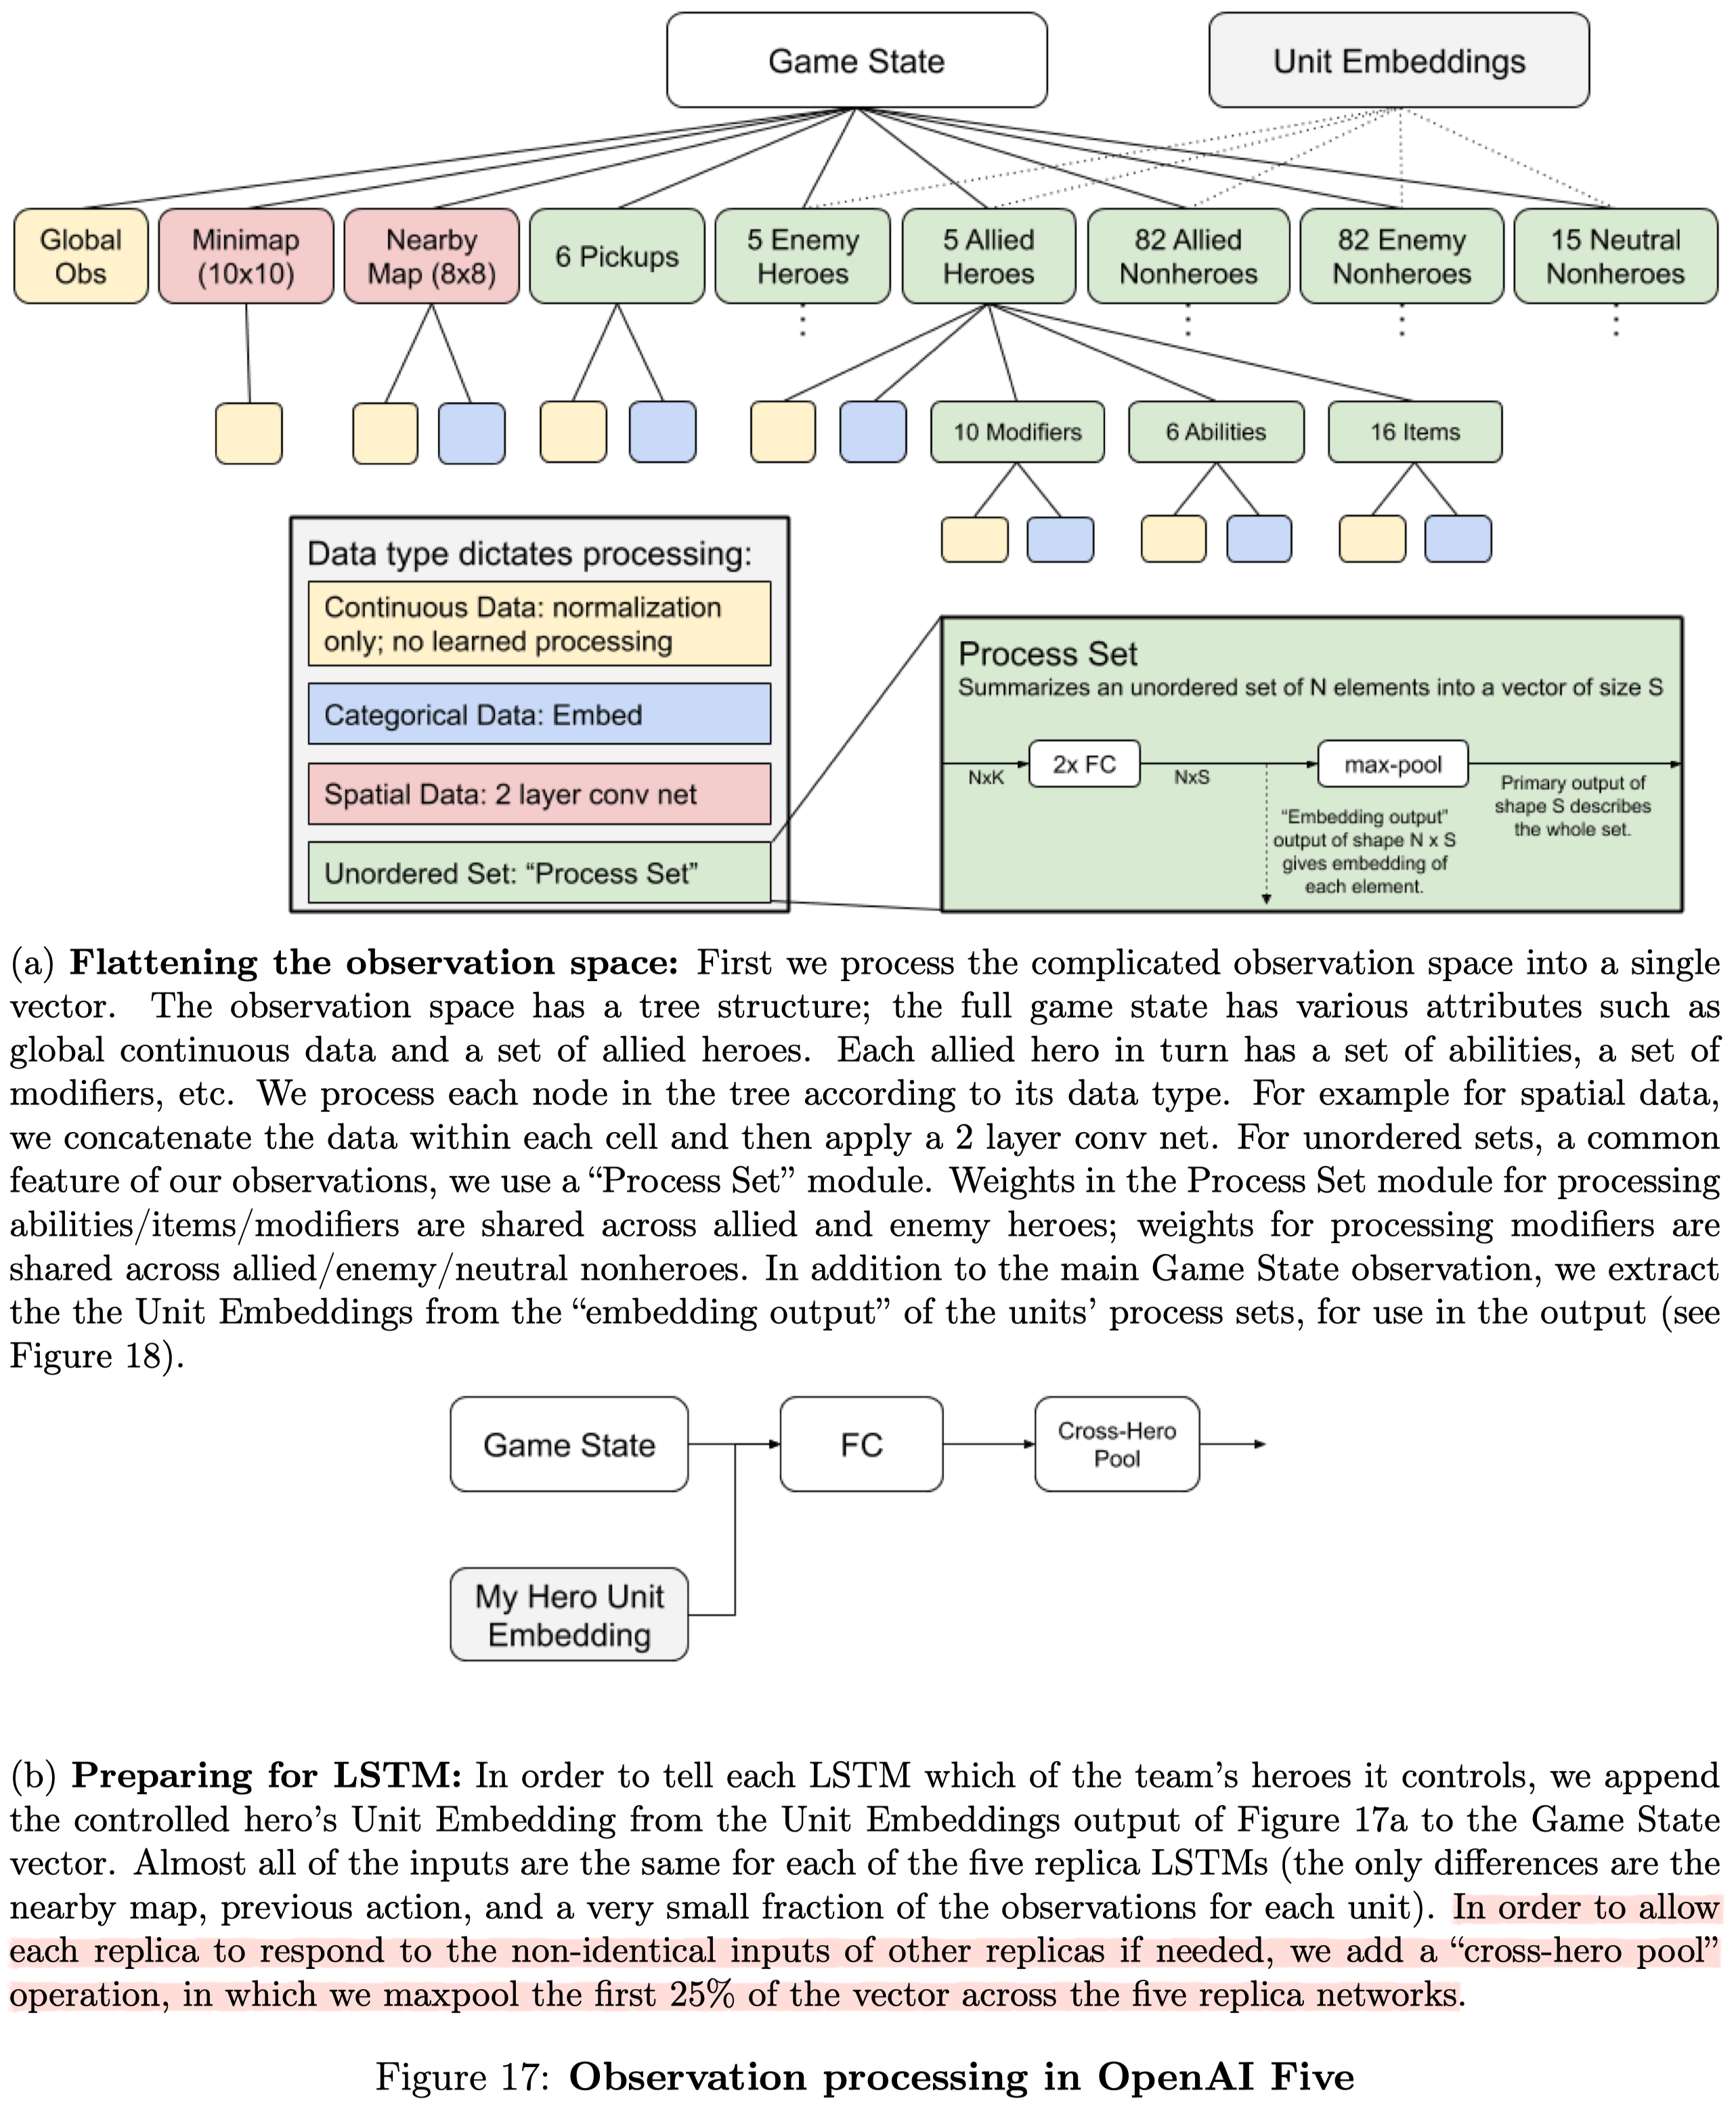 Game State
Unit Embeddings
Global
Obs
Minimap
(10x10)
Nearby
Map (8x8)
6 Pickups
5 Enemy
Heroes
5 Allied
Heroes
82 Allied
Nonheroes
82 Enemy
Nonheroes
15 Neutral
Nonheroes
10 Modifiers
6 Abilities
16 Items
Data type dictates processing:
Continuous Data: normalization
only; no learned processing
Categorical Data: Embed
Spatial Data: 2 layer conv net
Unordered Set: “Process Set”
Process Set
Summarizes an unordered set of N elements into a vector of size S
NxK
2x FC
NxS
max-pool
“Embedding output”
output of shape N x S
gives embedding of
each element.
Primary output of
shape S describes
the whole set.
(a) Flattening the observation space: First we process the complicated observation space into a single
vector. The observation space has a tree structure; the full game state has various attributes such as
global continuous data and a set of allied heroes. Each allied hero in turn has a set of abilities, a set of
modifiers, etc. We process each node in the tree according to its data type. For example for spatial data,
we concatenate the data within each cell and then apply a 2 layer conv net. For unordered sets, a common
feature of our observations, we use a “Process Set” module. Weights in the Process Set module for processing
abilities/items/modifiers are shared across allied and enemy heroes; weights for processing modifiers are
shared across allied/enemy/neutral nonheroes. In addition to the main Game State observation, we extract
the the Unit Embeddings from the “embedding output” of the units’ process sets, for use in the output (see
Figure 18).
Game State
FC
Cross-Hero
Pool
My Hero Unit
Embedding
(b) Preparing for LSTM: In order to tell each LSTM which of the team’s heroes it controls, we append
the controlled hero’s Unit Embedding from the Unit Embeddings output of Figure 17a to the Game State
vector. Almost all of the inputs are the same for each of the five replica LSTMs (the only differences are the
nearby map, previous action, and a very small fraction of the observations for each unit). In order to allow
each replica to respond to the non-identical inputs of other replicas if needed, we add a “cross-hero pool”
operation, in which we maxpool the first 25% of the vector across the five replica networks.
Figure 17: Observation processing in OpenAI Five